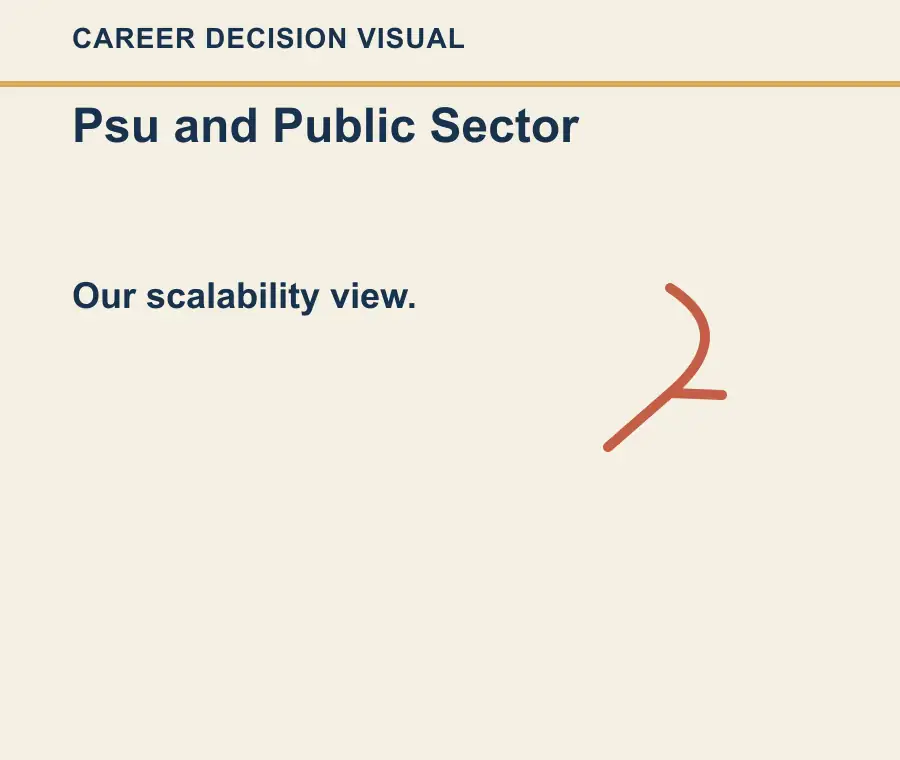 CAREER DECISION VISUAL
Psu and Public Sector
Our scalability view.